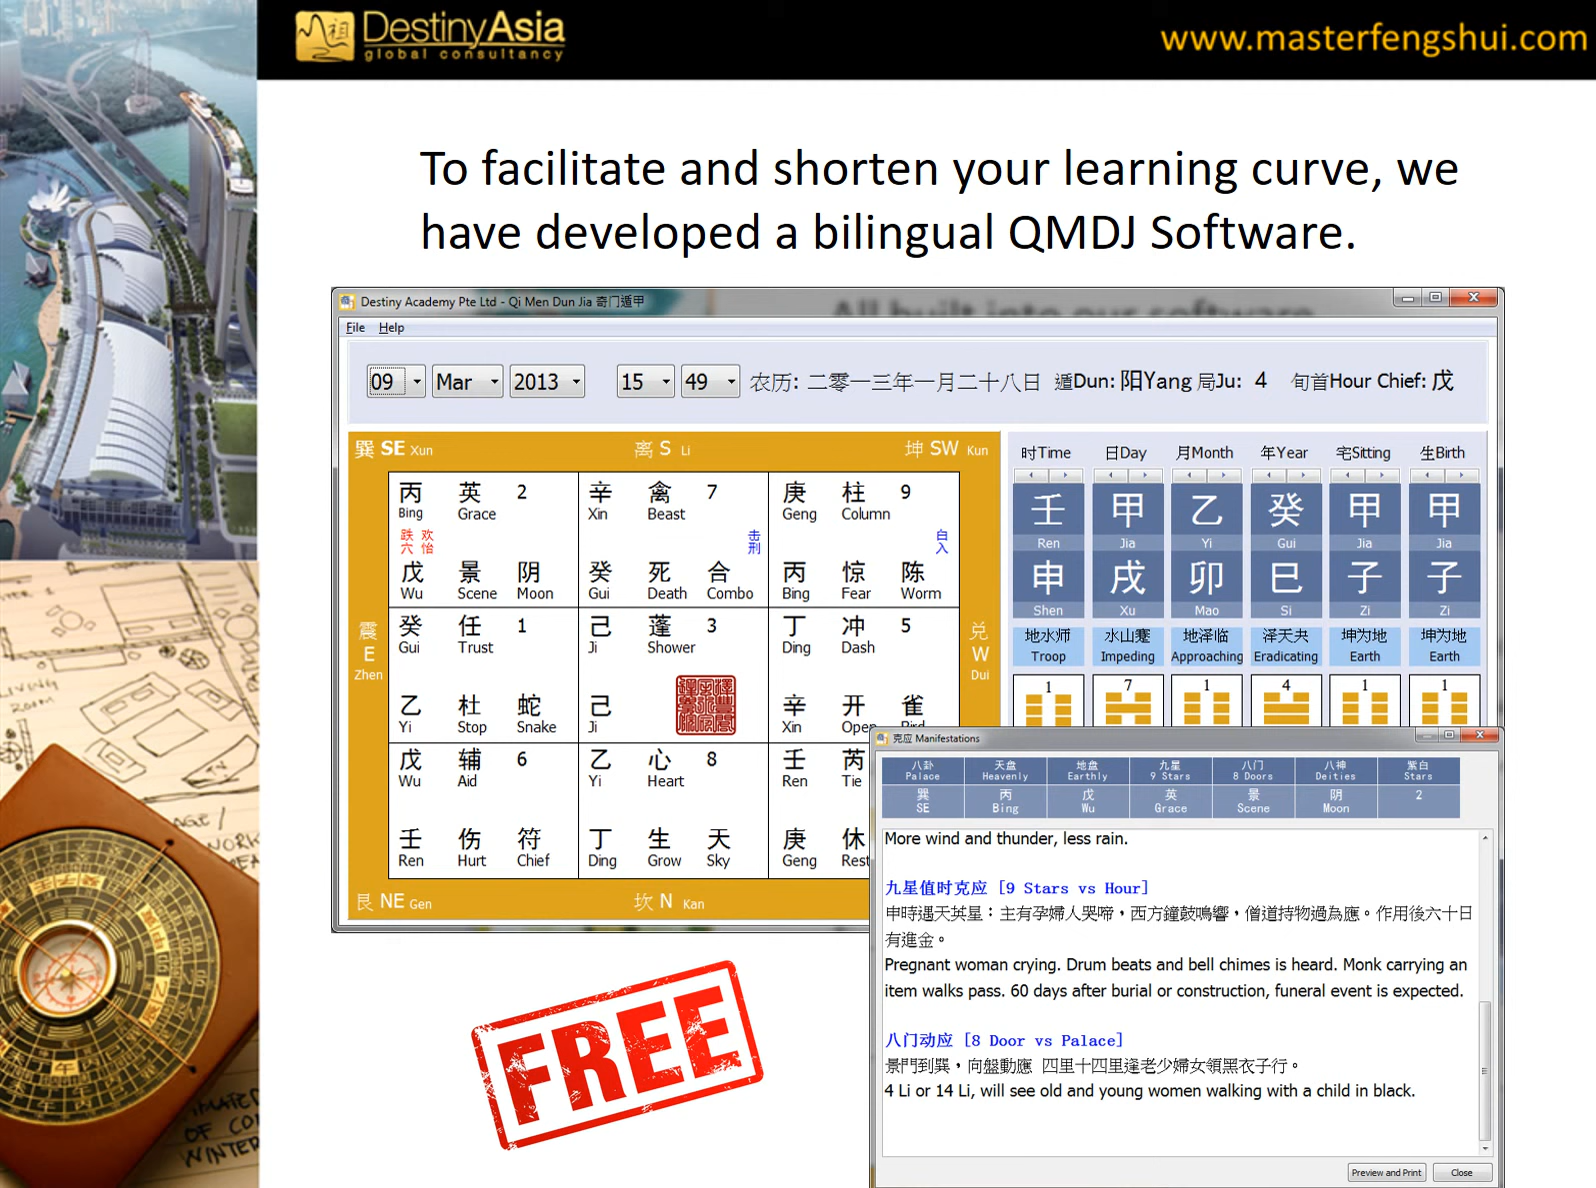 DestinyAsia
global consultancy
www.masterfengshui.com
To facilitate and shorten your learning curve, we
have developed a bilingual QMDJ Software.
Destiny Academy Pte Ltd - Qi Men Dun Jia 奇门遁甲
File Help
09 Mar 2013 15 49 农历: 二零一三年一月二十八日 遁Dun: 阳Yang 局Ju: 4 旬首Hour Chief: 戊
巽 SE Xun 离 S Li 坤 SW Kun
丙 英 2 辛 禽 7 庚 柱 9
Bing Grace Xin Beast Geng Column
跌 欢 击 白
穴 怡 刑 入
戊 景 阴 癸 死 合 丙 惊 陈
Wu Scene Moon Gui Death Combo Bing Fear Worm
震 E Zhen
癸 任 1 己 蓬 3 丁 冲 5
Gui Trust Ji Shower Ding Dash
兑 W Dui
乙 杜 蛇 己 辛 开 雀
Yi Stop Snake Ji Xin Open Bird
戊 辅 6 乙 心 8 壬 芮
Wu Aid Yi Heart Ren Tie
壬 伤 符 丁 生 天 庚 休
Ren Hurt Chief Ding Grow Sky Geng Rest
艮 NE Gen 坎 N Kan
时Time 日Day 月Month 年Year 宅Sitting 生Birth
壬 甲 乙 癸 甲 甲
Ren Jia Yi Gui Jia Jia
申 戌 卯 巳 子 子
Shen Xu Mao Si Zi Zi
地水师 水山蹇 地泽临 泽天夬 坤为地 坤为地
Troop Impeding Approaching Eradicating Earth Earth
1 7 1 4 1 1
克应 Manifestations
八卦 天盘 地盘 九星 八门 八神 紫白
Palace Heavenly Earthly 9 Stars 8 Doors Deities Stars
巽 丙 戊 英 景 阴 2
SE Bing Wu Grace Scene Moon
More wind and thunder, less rain.
九星值时克应 [9 Stars vs Hour]
申時遇天英星：主有孕婦人哭啼，西方鐘鼓鳴響，僧道持物過為應。作用後六十日
有進金。
Pregnant woman crying. Drum beats and bell chimes is heard. Monk carrying an
item walks pass. 60 days after burial or construction, funeral event is expected.
八门动应 [8 Door vs Palace]
景門到巽，向盤動應 四里十四里逢老少婦女領黑衣子行。
4 Li or 14 Li, will see old and young women walking with a child in black.
Preview and Print Close
FREE